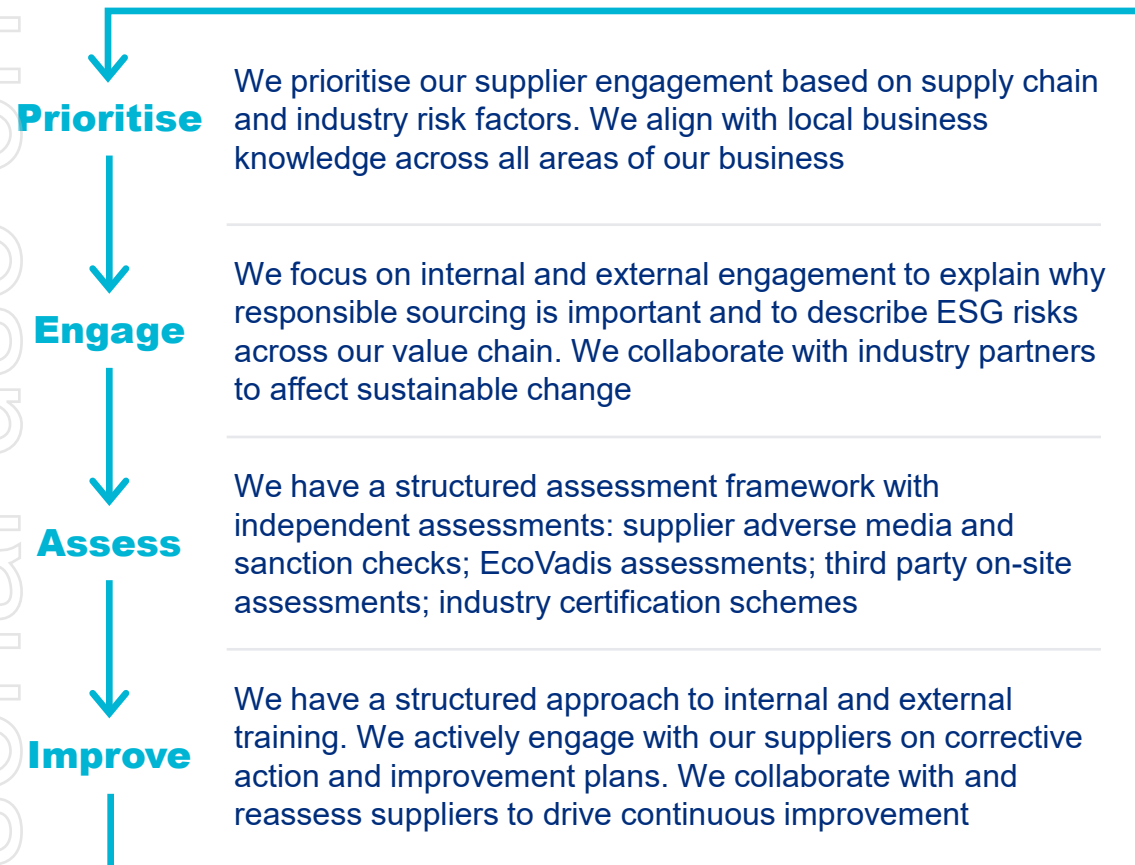 Prioritise
We prioritise our supplier engagement based on supply chain
and industry risk factors. We align with local business
knowledge across all areas of our business
Engage
We focus on internal and external engagement to explain why
responsible sourcing is important and to describe ESG risks
across our value chain. We collaborate with industry partners
to affect sustainable change
Assess
We have a structured assessment framework with
independent assessments: supplier adverse media and
sanction checks; EcoVadis assessments; third party on-site
assessments; industry certification schemes
Improve
We have a structured approach to internal and external
training. We actively engage with our suppliers on corrective
action and improvement plans. We collaborate with and
reassess suppliers to drive continuous improvement